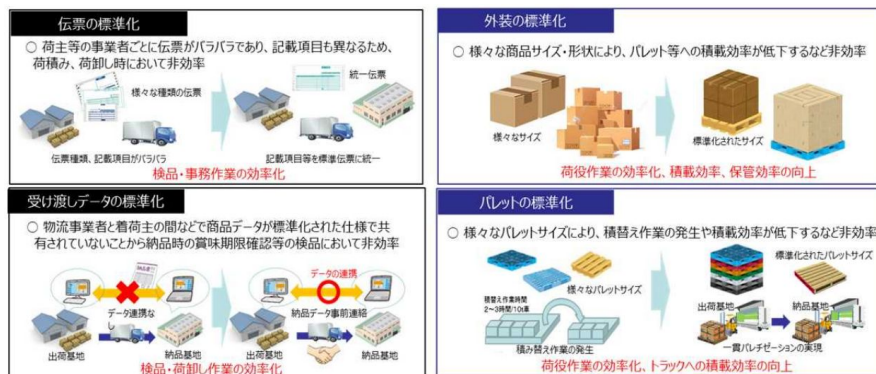 伝票の標準化
○ 荷主等の事業者ごとに伝票がバラバラであり、記載項目も異なるため、
荷積み、荷卸し時において非効率
様々な種類の伝票
統一伝票
伝票種類、記載項目がバラバラ
記載項目等を標準伝票に統一
検品・事務作業の効率化
外装の標準化
○ 様々な商品サイズ・形状により、パレット等への積載効率が低下するなど非効率
様々なサイズ
標準化されたサイズ
荷役作業の効率化、積載効率、保管効率の向上
受け渡しデータの標準化
○ 物流事業者と着荷主の間などで商品データが標準化された仕様で共
有されていないことから納品時の賞味期限確認等の検品において非効率
データの連携
データ連携な
納品データ事前連絡
出荷基地
納品基地
出荷基地
納品基地
検品・荷卸し作業の効率化
パレットの標準化
○ 様々なパレットサイズにより、積替え作業の発生や積載効率が低下するなど非効率
標準化されたパレットサイズ
様々なパレットサイズ
積替え作業時間
2~3時間/10t車
出荷基地
納品基地
積み替え作業の発生
一貫パレチゼーションの実現
荷役作業の効率化、トラックへの積載効率の向上